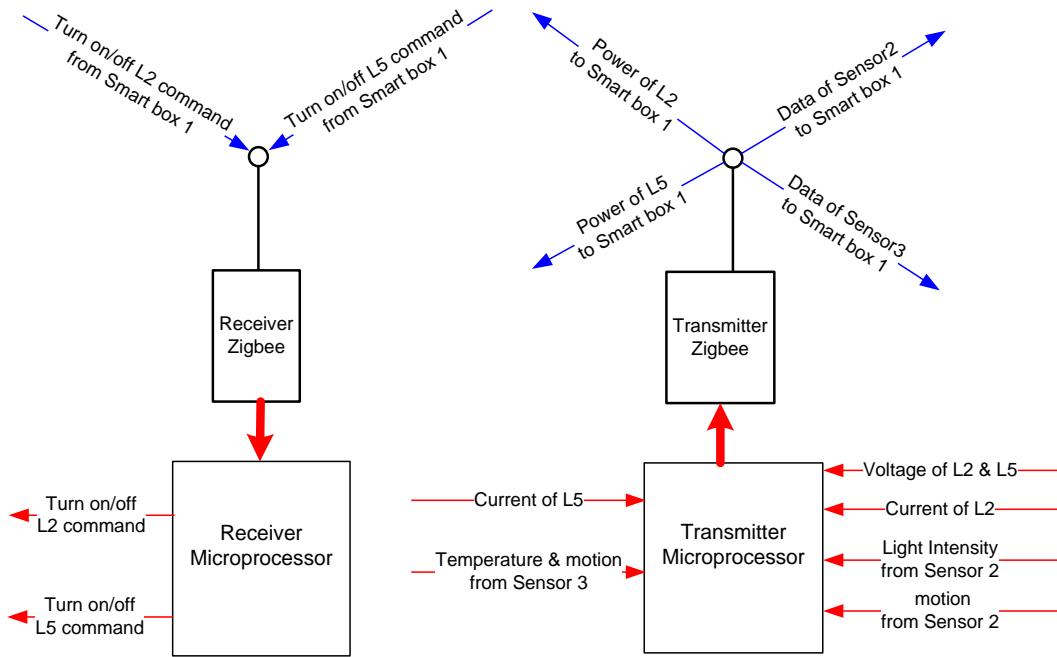 Turn on/off L2 command
from Smart box 1
Turn on/off L5 command
from Smart box 1
Power of L2
to Smart box 1
Data of Sensor2
to Smart box 1
Power of L5
to Smart box 1
Data of Sensor3
to Smart box 1
Receiver
Zigbee
Transmitter
Zigbee
Turn on/off
L2 command
Turn on/off
L5 command
Receiver
Microprocessor
Current of L5
Temperature & motion
from Sensor 3
Transmitter
Microprocessor
Voltage of L2 & L5
Current of L2
Light Intensity
from Sensor 2
motion
from Sensor 2